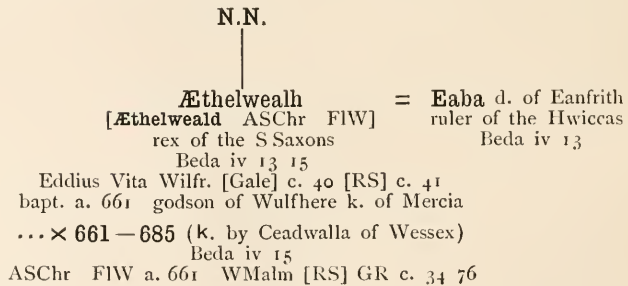 N.N.
Æthelwealh = Eaba d. of Eanfrith
[Æthelweald ASChr FlW] ruler of the Hwiccas
rex of the S Saxons Beda iv 13
Beda iv 13 15
Eddius Vita Wilfr. [Gale] c. 40 [RS] c. 41
bapt. a. 661 godson of Wulfhere k. of Mercia
... × 661 — 685 (k. by Ceadwalla of Wessex)
Beda iv 15
ASChr FlW a. 661 WMalm [RS] GR c. 34 76